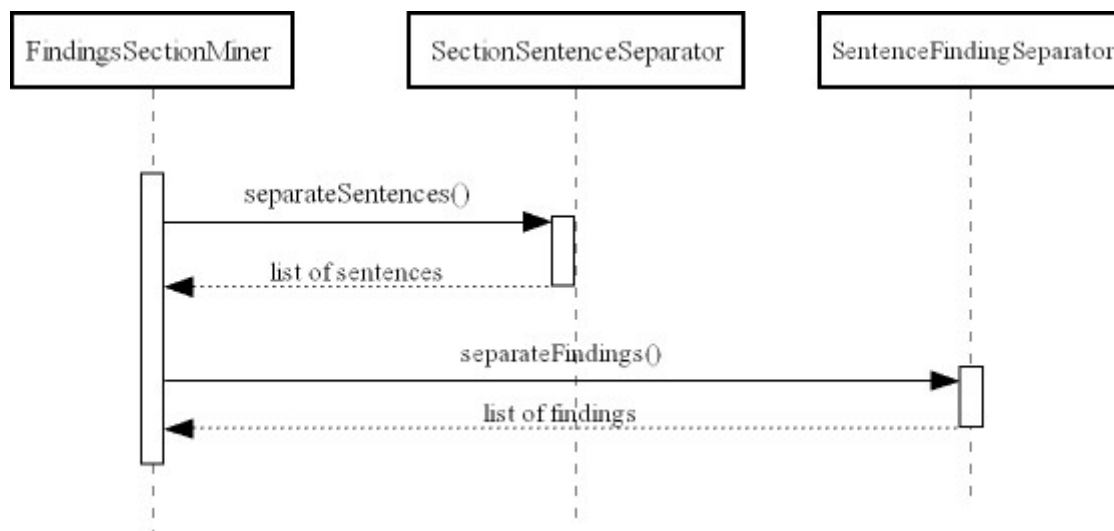 FindingsSectionMiner
SectionSentenceSeparator
SentenceFindingSeparator
separateSentences()
list of sentences
separateFindings()
list of findings